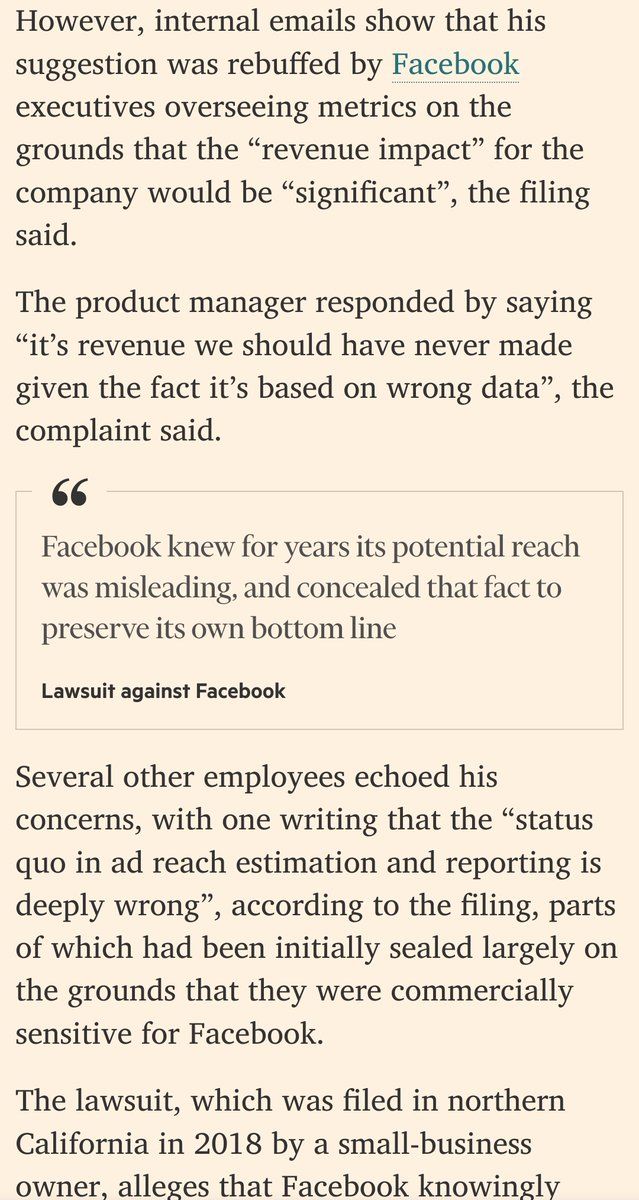 However, internal emails show that his
suggestion was rebuffed by Facebook
executives overseeing metrics on the
grounds that the “revenue impact” for the
company would be “significant”, the filing
said.
The product manager responded by saying
“it’s revenue we should have never made
given the fact it’s based on wrong data”, the
complaint said.
“
Facebook knew for years its potential reach
was misleading, and concealed that fact to
preserve its own bottom line
Lawsuit against Facebook
Several other employees echoed his
concerns, with one writing that the “status
quo in ad reach estimation and reporting is
deeply wrong”, according to the filing, parts
of which had been initially sealed largely on
the grounds that they were commercially
sensitive for Facebook.
The lawsuit, which was filed in northern
California in 2018 by a small-business
owner, alleges that Facebook knowingly